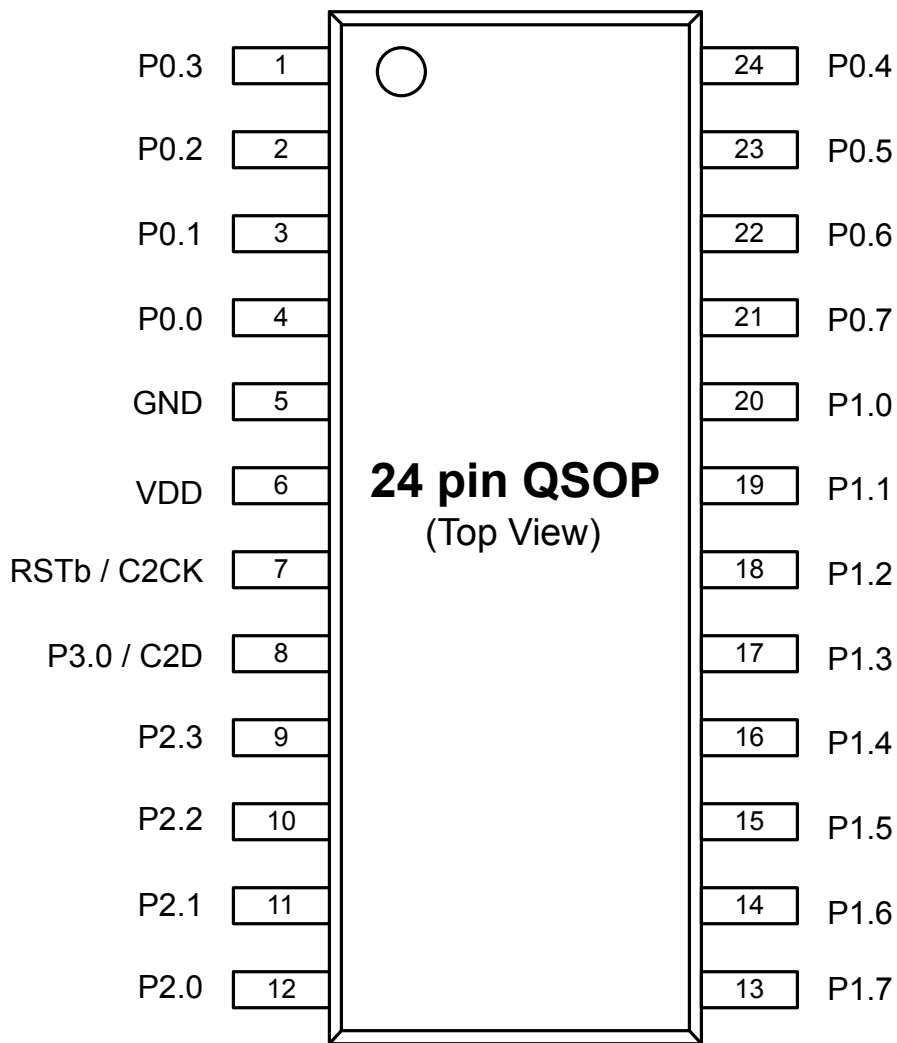 P0.3 1 24 P0.4
P0.2 2 23 P0.5
P0.1 3 22 P0.6
P0.0 4 21 P0.7
GND 5 20 P1.0
VDD 6 24 pin QSOP 19 P1.1
(Top View)
RSTb / C2CK 7 18 P1.2
P3.0 / C2D 8 17 P1.3
P2.3 9 16 P1.4
P2.2 10 15 P1.5
P2.1 11 14 P1.6
P2.0 12 13 P1.7